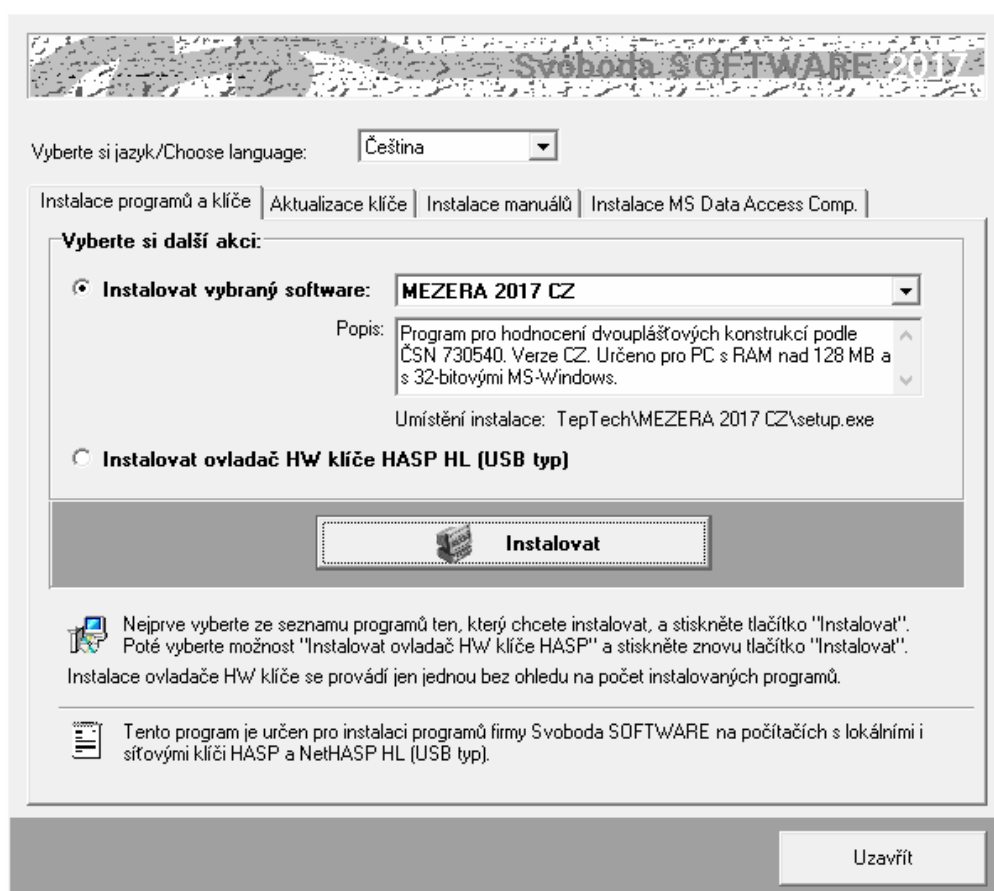 Svoboda SOFTWARE 2017
Vyberte si jazyk/Choose language:
Čeština
Instalace programů a klíče
Aktualizace klíče
Instalace manuálů
Instalace MS Data Access Comp.
Vyberte si další akci:
Instalovat vybraný software:
MEZERA 2017 CZ
Popis:
Program pro hodnocení dvouplášťových konstrukcí podle
ČSN 730540. Verze CZ. Určeno pro PC s RAM nad 128 MB a
s 32-bitovými MS-Windows.
Umístění instalace: TepTech\MEZERA 2017 CZ\setup.exe
Instalovat ovladač HW klíče HASP HL (USB typ)
Instalovat
Nejprve vyberte ze seznamu programů ten, který chcete instalovat, a stiskněte tlačítko "Instalovat".
Poté vyberte možnost "Instalovat ovladač HW klíče HASP" a stiskněte znovu tlačítko "Instalovat".
Instalace ovladače HW klíče se provádí jen jednou bez ohledu na počet instalovaných programů.
Tento program je určen pro instalaci programů firmy Svoboda SOFTWARE na počítačích s lokálními i
síťovými klíči HASP a NetHASP HL (USB typ).
Uzavřít